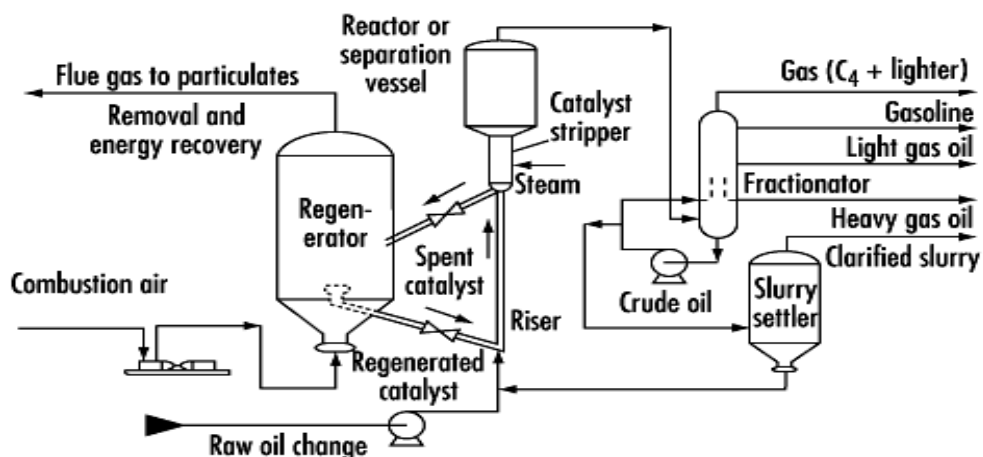 Reactor or
separation
vessel
Flue gas to particulates
Removal and
energy recovery
Catalyst
stripper
Steam
Gas (C₄ + lighter)
Gasoline
Light gas oil
Fractionator
Heavy gas oil
Clarified slurry
Regen-
erator
Spent
catalyst
Crude oil
Slurry
settler
Combustion air
Riser
Regenerated
catalyst
Raw oil change